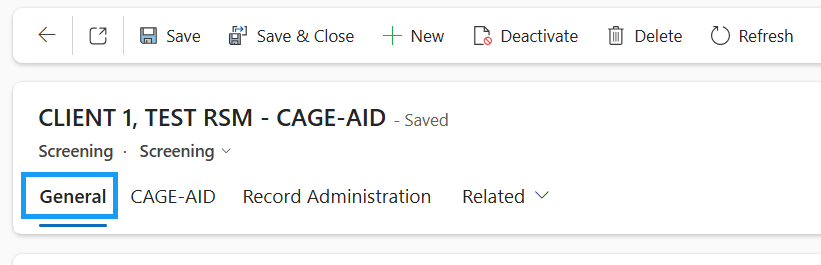 Save Save & Close New Deactivate Delete Refresh
CLIENT 1, TEST RSM - CAGE-AID - Saved
Screening · Screening
General CAGE-AID Record Administration Related